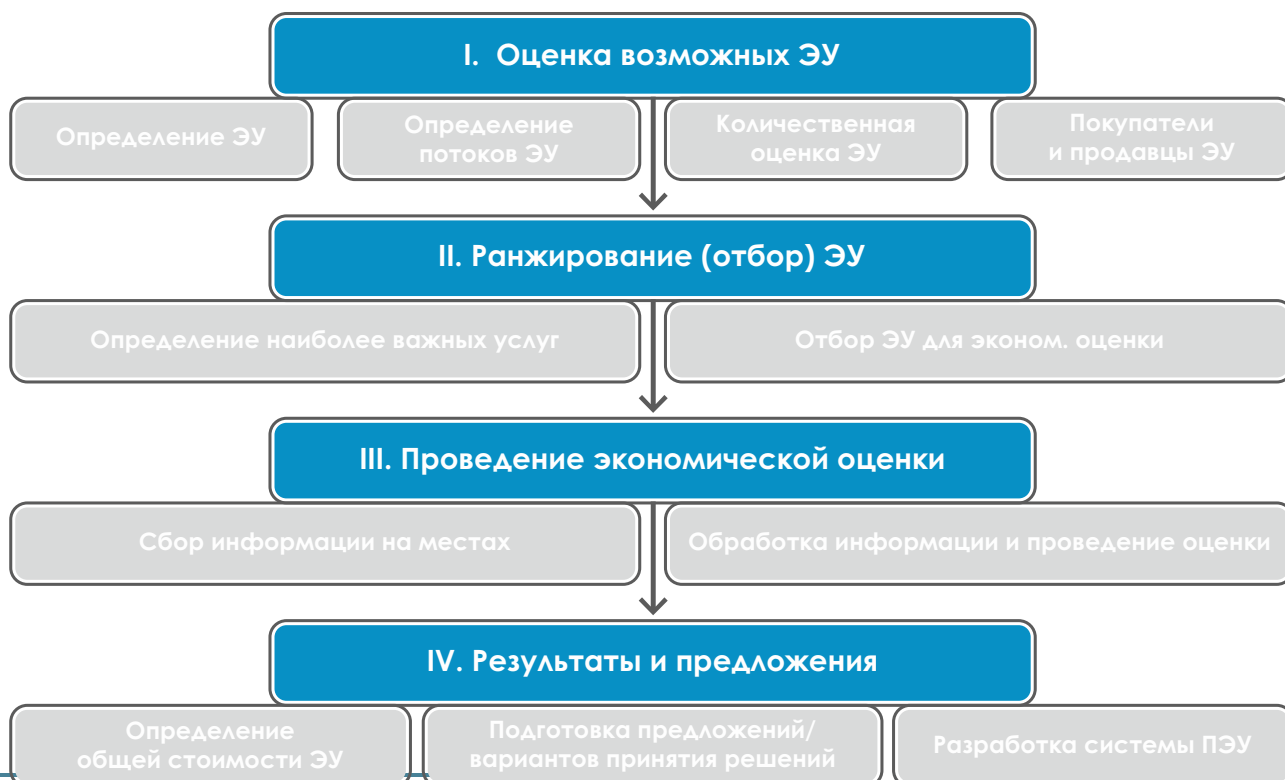 I. Оценка возможных ЭУ
Определение ЭУ
Определение
потоков ЭУ
Количественная
оценка ЭУ
Покупатели
и продавцы ЭУ
II. Ранжирование (отбор) ЭУ
Определение наиболее важных услуг
Отбор ЭУ для эконом. оценки
III. Проведение экономической оценки
Сбор информации на местах
Обработка информации и проведение оценки
IV. Результаты и предложения
Определение
общей стоимости ЭУ
Подготовка предложений/
вариантов принятия решений
Разработка системы ПЭУ